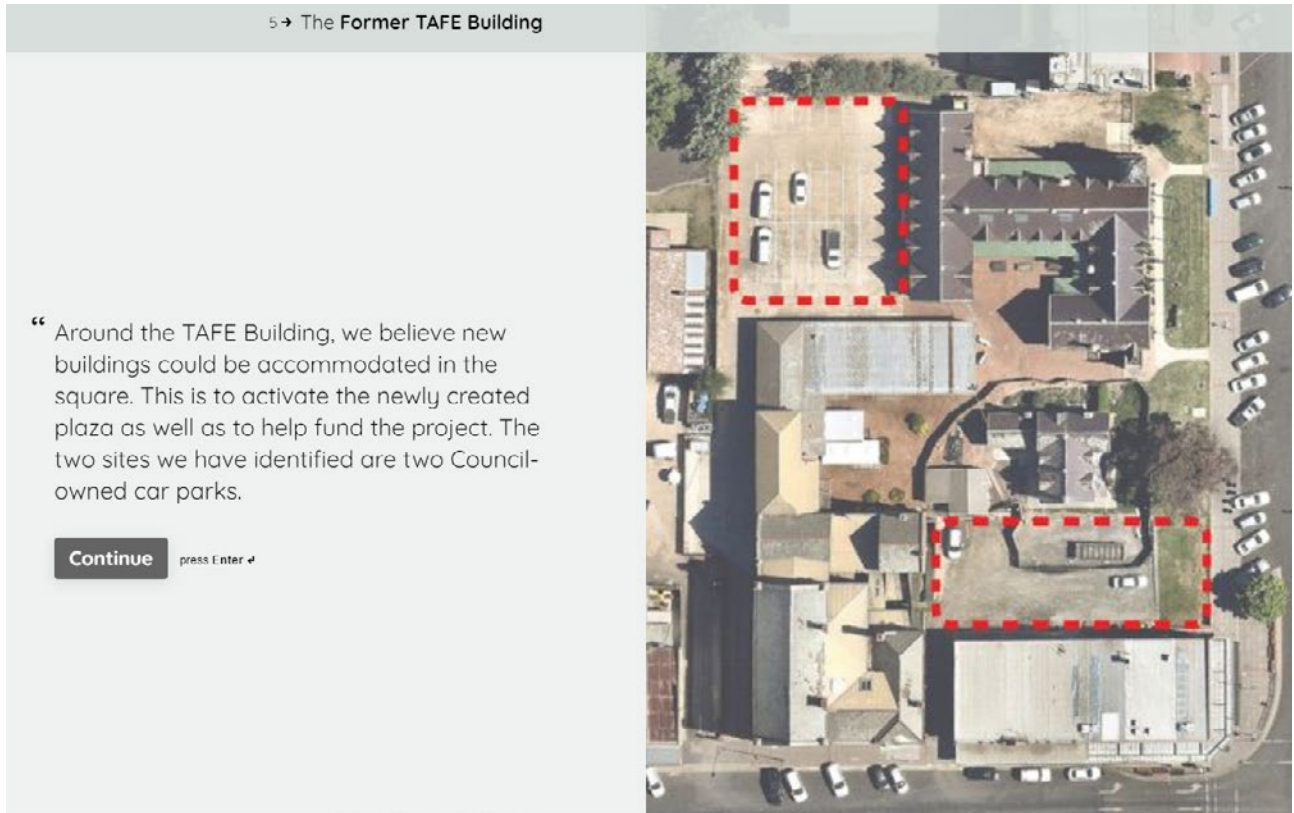 5→ The Former TAFE Building
“ Around the TAFE Building, we believe new
buildings could be accommodated in the
square. This is to activate the newly created
plaza as well as to help fund the project. The
two sites we have identified are two Council-
owned car parks.
Continue press Enter ↵